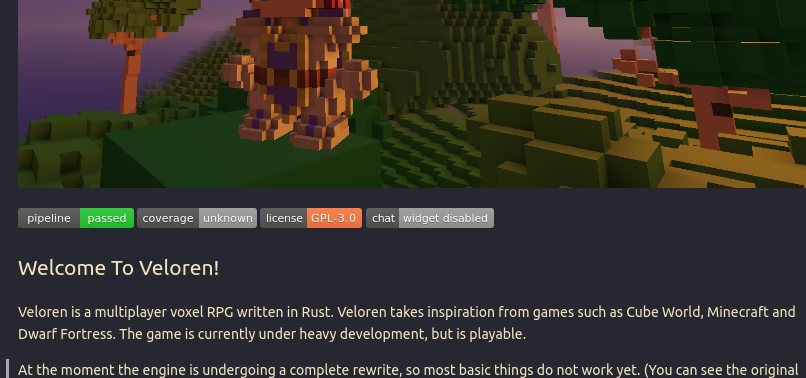 pipeline passed coverage unknown license GPL-3.0 chat widget disabled
Welcome To Veloren!
Veloren is a multiplayer voxel RPG written in Rust. Veloren takes inspiration from games such as Cube World, Minecraft and
Dwarf Fortress. The game is currently under heavy development, but is playable.
At the moment the engine is undergoing a complete rewrite, so most basic things do not work yet. (You can see the original